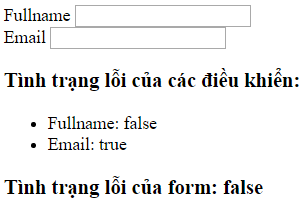 Fullname
Email
Tình trạng lỗi của các điều khiển:
Fullname: false
Email: true
Tình trạng lỗi của form: false